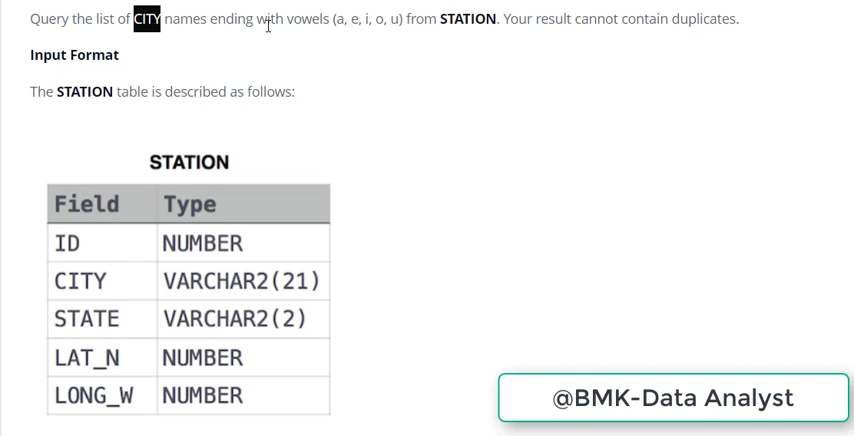 Query the list of CITY names ending with vowels (a, e, i, o, u) from STATION. Your result cannot contain duplicates.
Input Format
The STATION table is described as follows:
STATION
Field Type
ID NUMBER
CITY VARCHAR2(21)
STATE VARCHAR2(2)
LAT_N NUMBER
LONG_W NUMBER
@BMK-Data Analyst